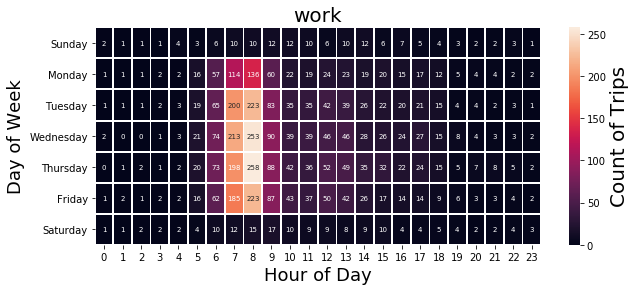 work
Sunday 2 1 1 1 4 3 6 10 10 12 12 10 6 10 12 6 7 5 4 3 2 2 3 1
Monday 1 1 1 2 2 16 57 114 136 60 22 19 24 23 19 20 15 17 12 5 4 4 2 2
Tuesday 1 1 1 2 3 19 65 200 223 83 35 35 42 39 26 22 20 21 15 4 4 2 3 1
Wednesday 2 0 0 1 3 21 74 213 253 90 39 39 46 46 28 26 24 27 15 8 4 3 3 2
Thursday 0 1 2 1 2 20 73 198 258 88 42 36 52 49 35 32 22 24 15 5 7 8 5 2
Friday 1 2 1 2 2 16 62 185 223 87 43 37 50 42 26 17 14 14 9 6 3 3 4 2
Saturday 1 1 2 2 2 4 10 12 15 17 10 9 9 8 9 10 4 4 5 4 2 2 4 3
0 1 2 3 4 5 6 7 8 9 10 11 12 13 14 15 16 17 18 19 20 21 22 23
Hour of Day
Day of Week
250
200
150
100
50
0
Count of Trips